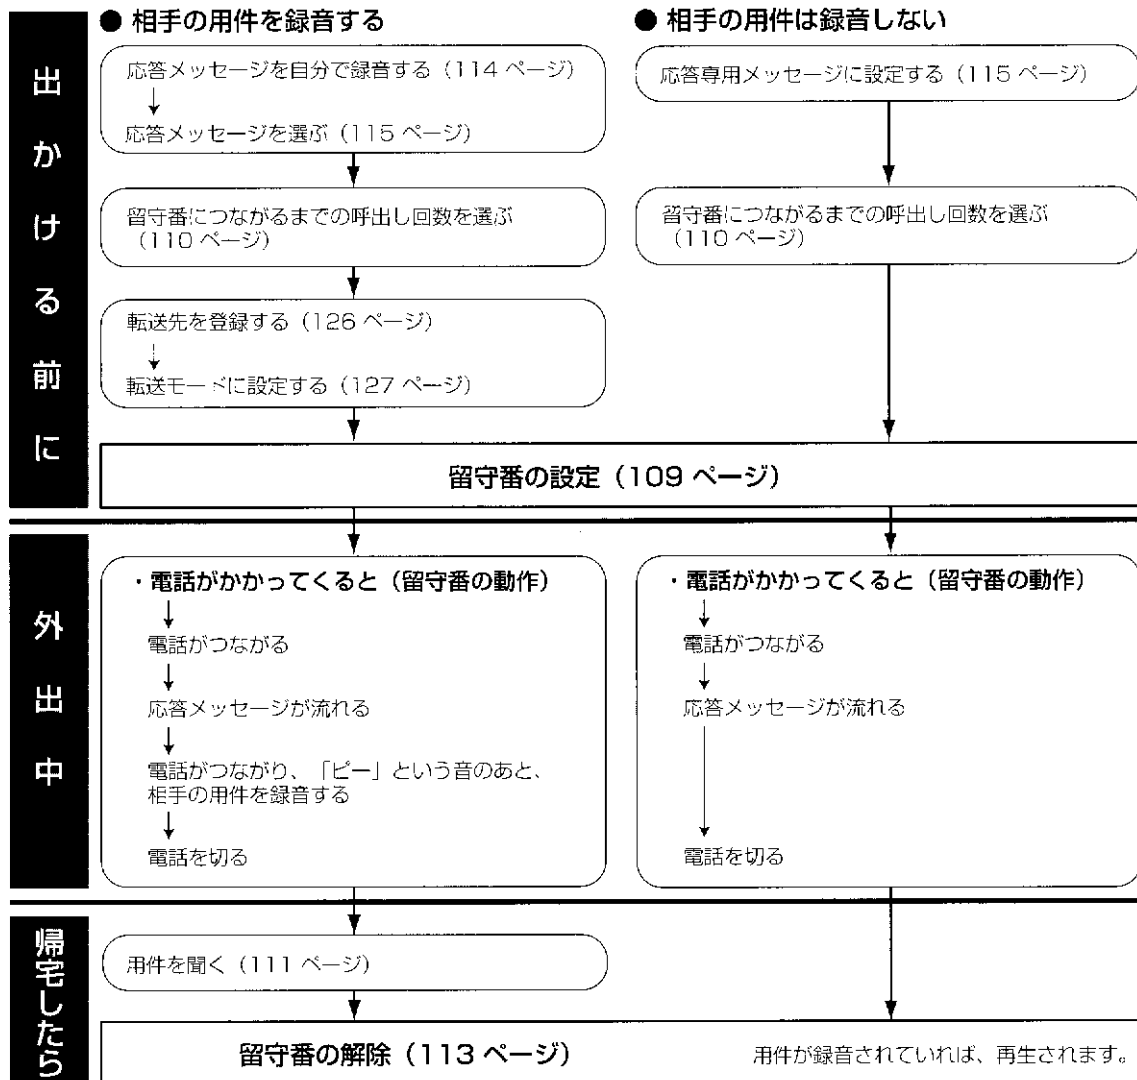 出かける前に
● 相手の用件を録音する
応答メッセージを自分で録音する（114 ページ）
応答メッセージを選ぶ（115 ページ）
留守番につながるまでの呼出し回数を選ぶ
（110 ページ）
転送先を登録する（126 ページ）
転送モードに設定する（127 ページ）
● 相手の用件は録音しない
応答専用メッセージに設定する（115 ページ）
留守番につながるまでの呼出し回数を選ぶ
（110 ページ）
留守番の設定（109 ページ）
外出中
・電話がかかってくると（留守番の動作）
電話がつながる
応答メッセージが流れる
電話がつながり、「ピー」という音のあと、
相手の用件を録音する
電話を切る
・電話がかかってくると（留守番の動作）
電話がつながる
応答メッセージが流れる
電話を切る
帰宅したら
用件を聞く（111 ページ）
留守番の解除（113 ページ）
用件が録音されていれば、再生されます。